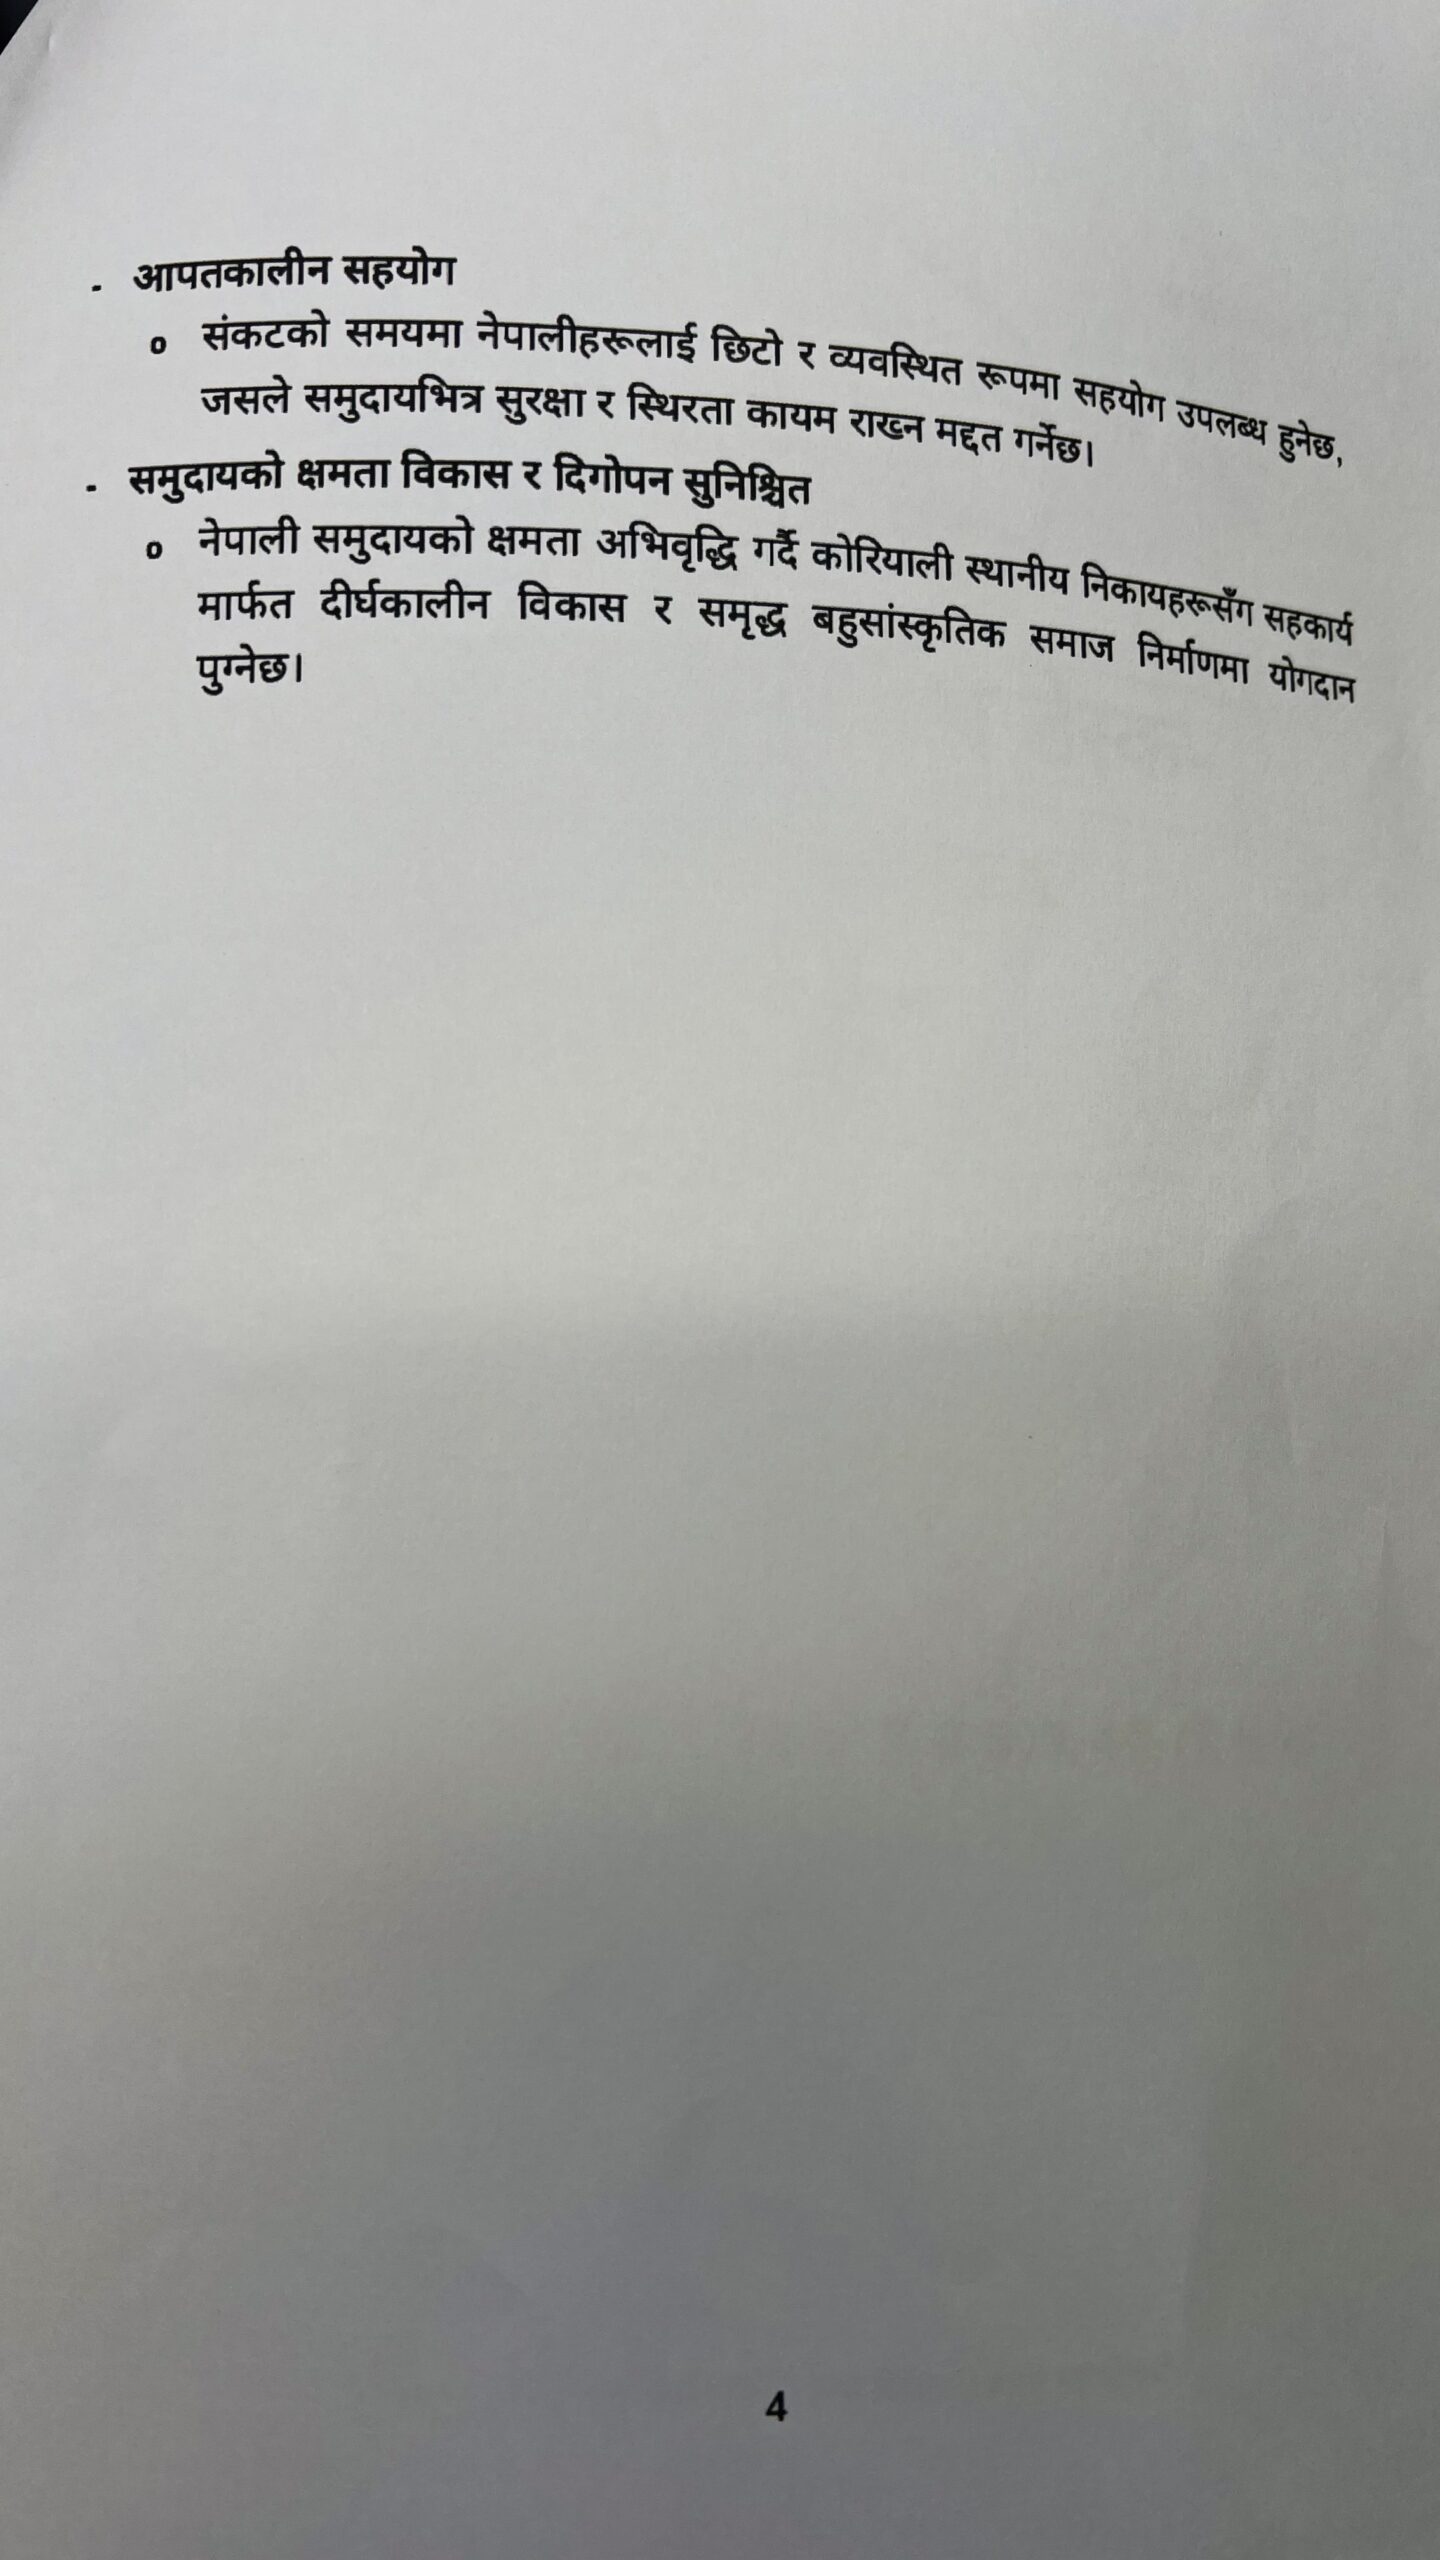 - आपतकालीन सहयोग
o संकटको समयमा नेपालीहरूलाई छिटो र व्यवस्थित रूपमा सहयोग उपलब्ध हुनेछ,
जसले समुदायभित्र सुरक्षा र स्थिरता कायम राख्न मद्दत गर्नेछ।
- समुदायको क्षमता विकास र दिगोपन सुनिश्चित
o नेपाली समुदायको क्षमता अभिवृद्धि गर्दै कोरियाली स्थानीय निकायहरूसँग सहकार्य
मार्फत दीर्घकालीन विकास र समृद्ध बहुसांस्कृतिक समाज निर्माणमा योगदान
पुग्नेछ।
4